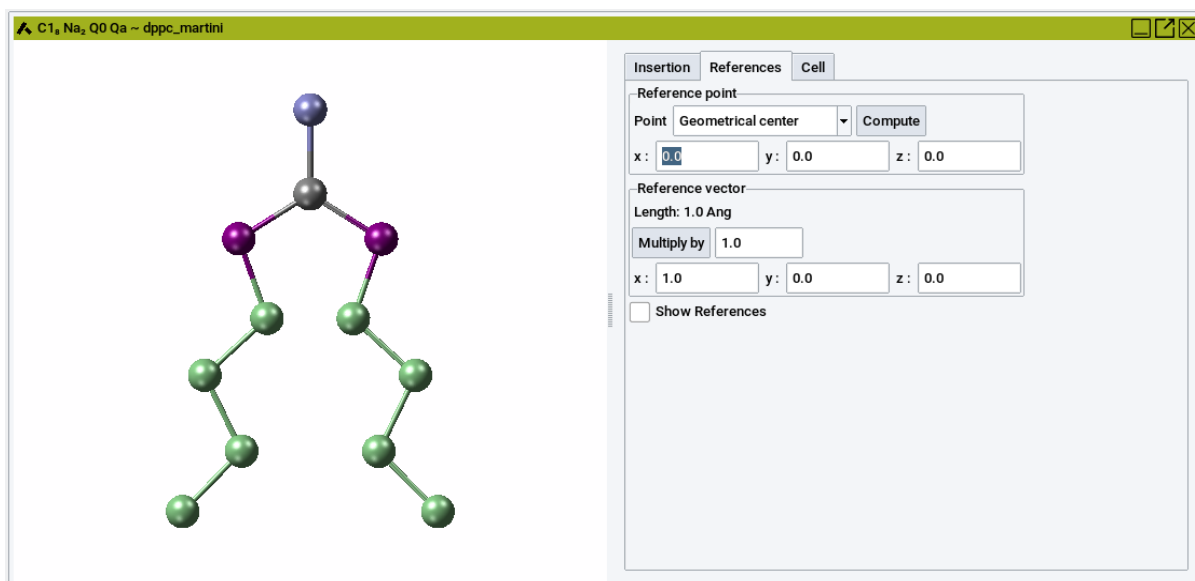 C1₈ Na₂ Q0 Qa ~ dppc_martini
Insertion References Cell
Reference point
Point Geometrical center Compute
x : 0.0 y : 0.0 z : 0.0
Reference vector
Length: 1.0 Ang
Multiply by 1.0
x : 1.0 y : 0.0 z : 0.0
Show References